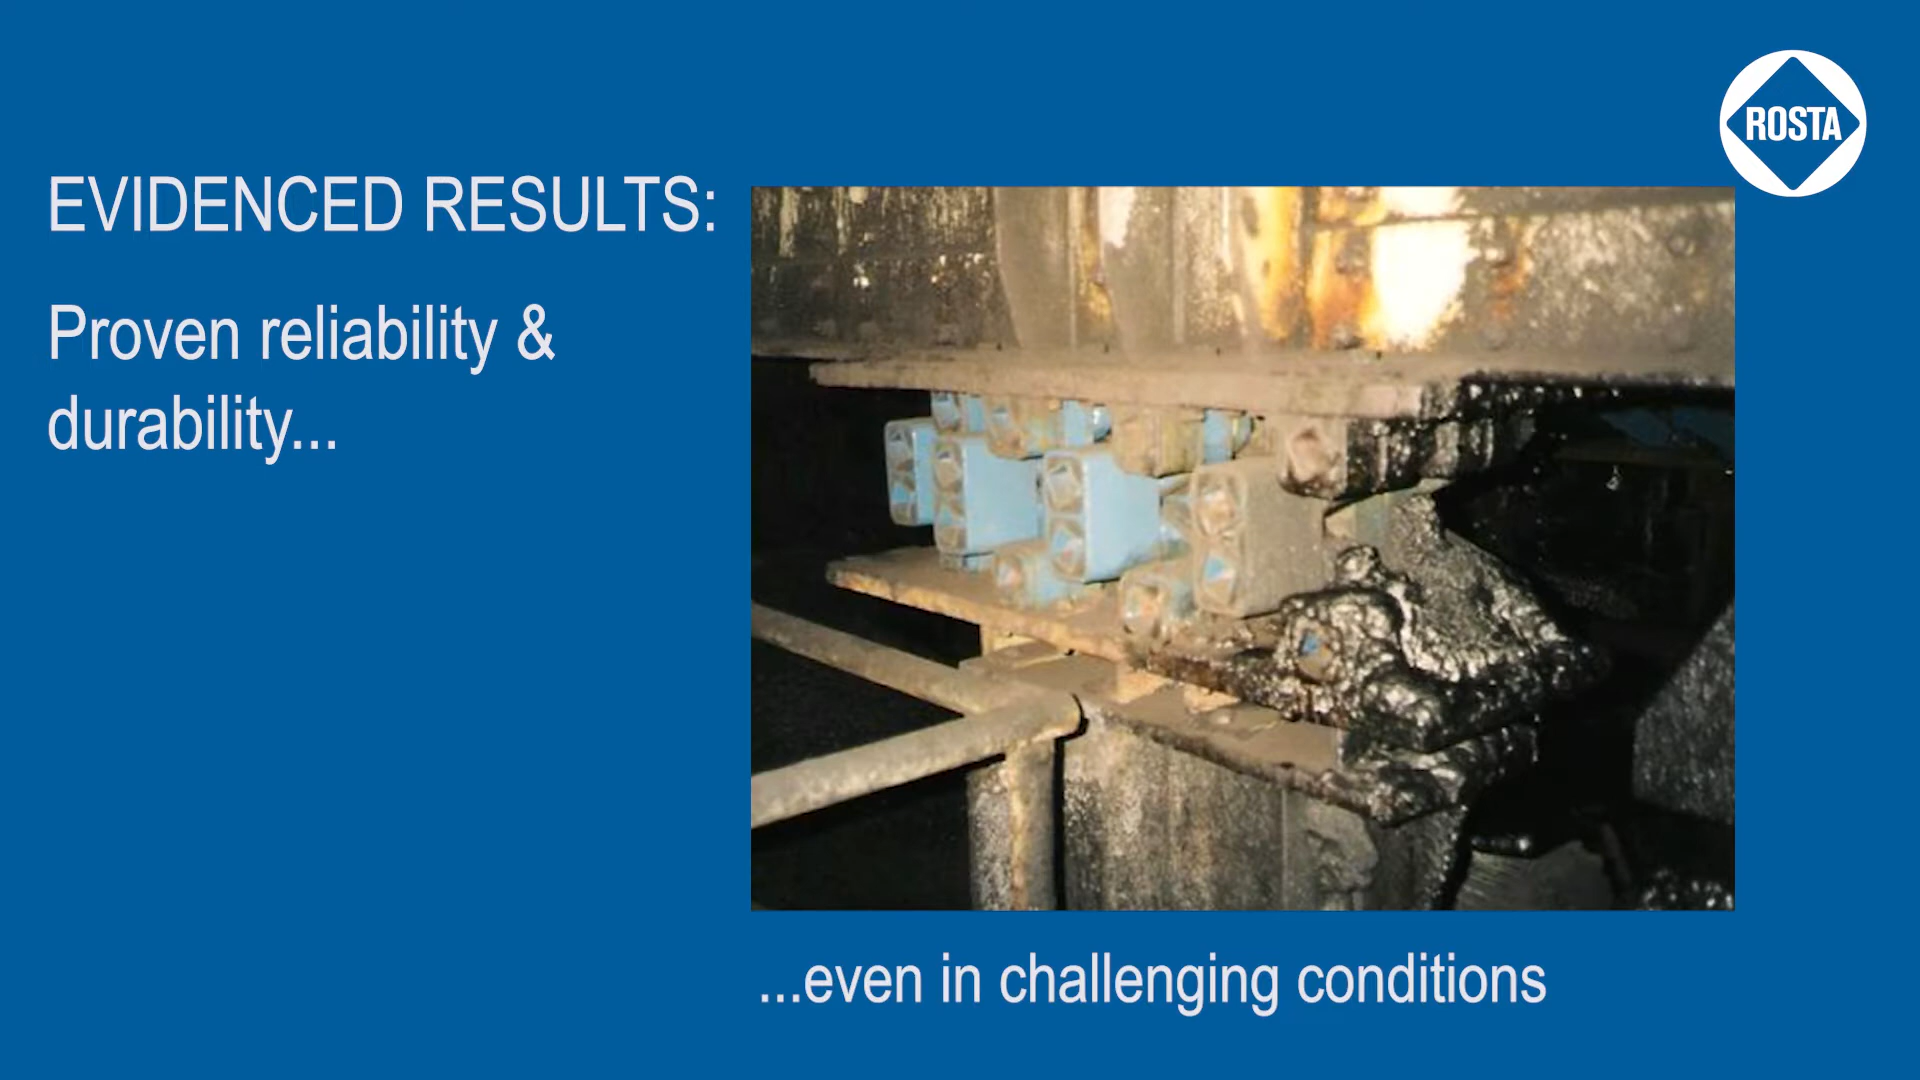 ROSTA
EVIDENCED RESULTS:
Proven reliability &
durability...
...even in challenging conditions